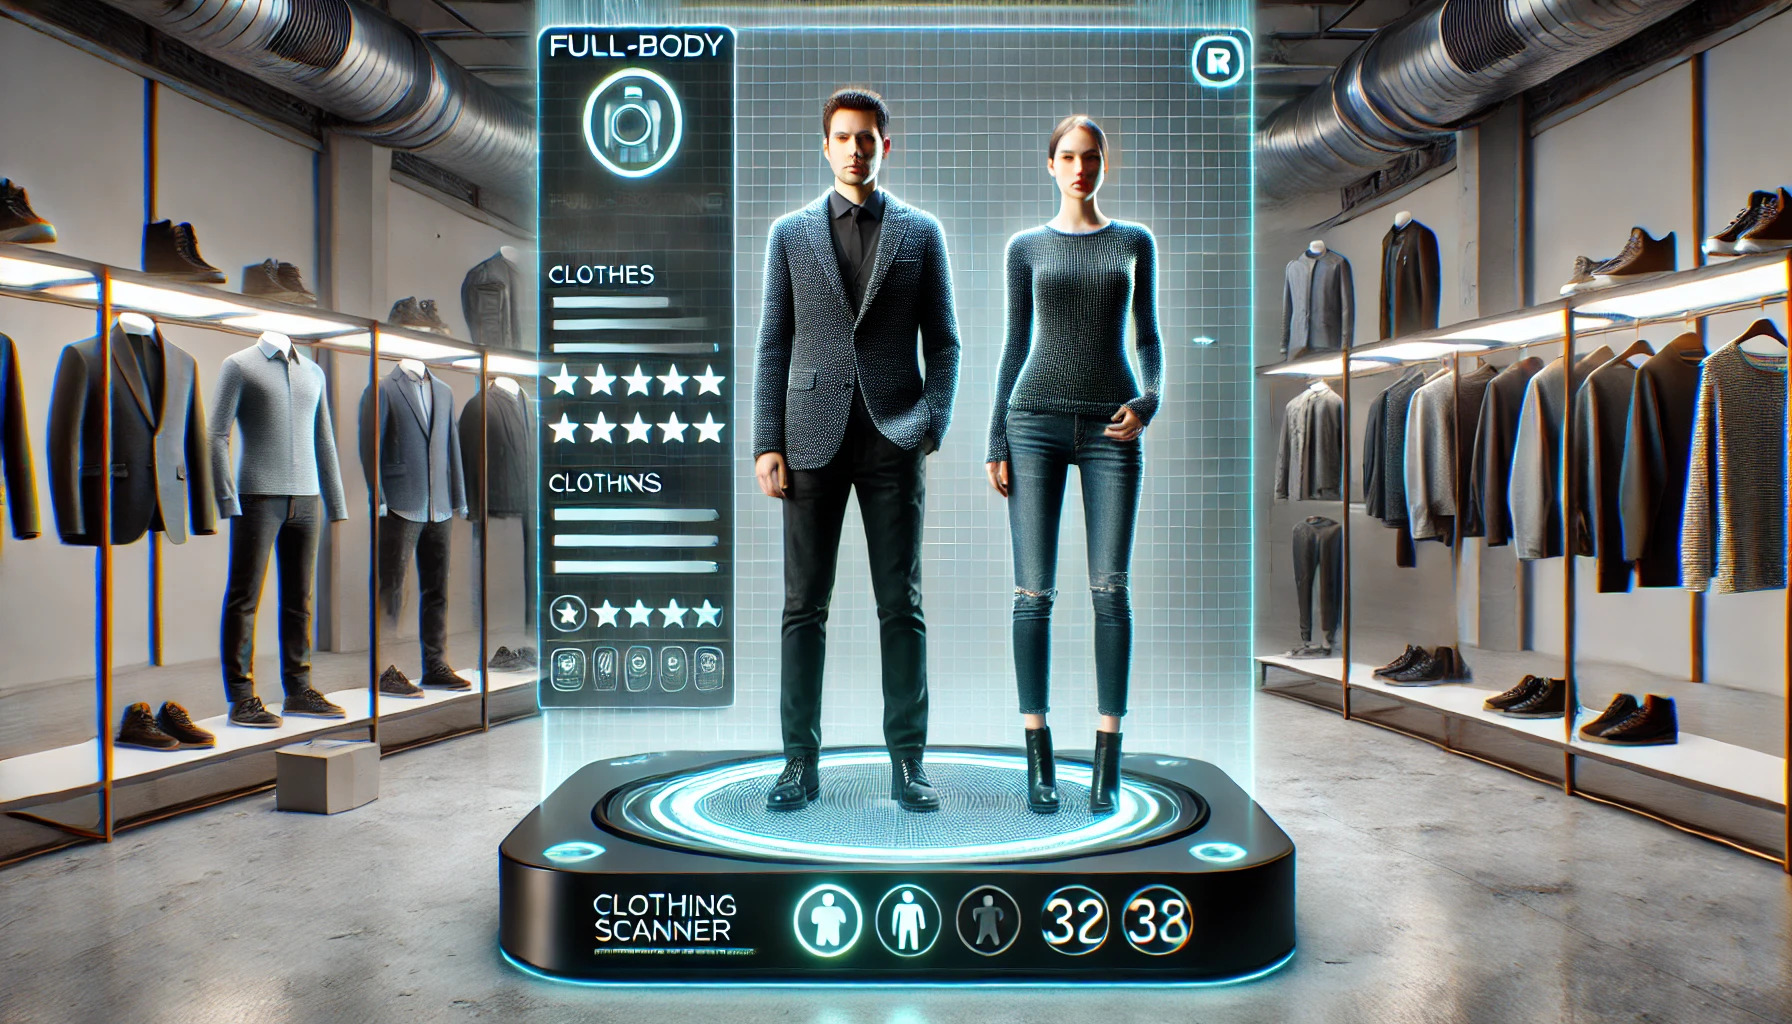 FULL-BODY
R
CLOTHES
CLOTHINS
CLOTHING
SCANNER
32 38